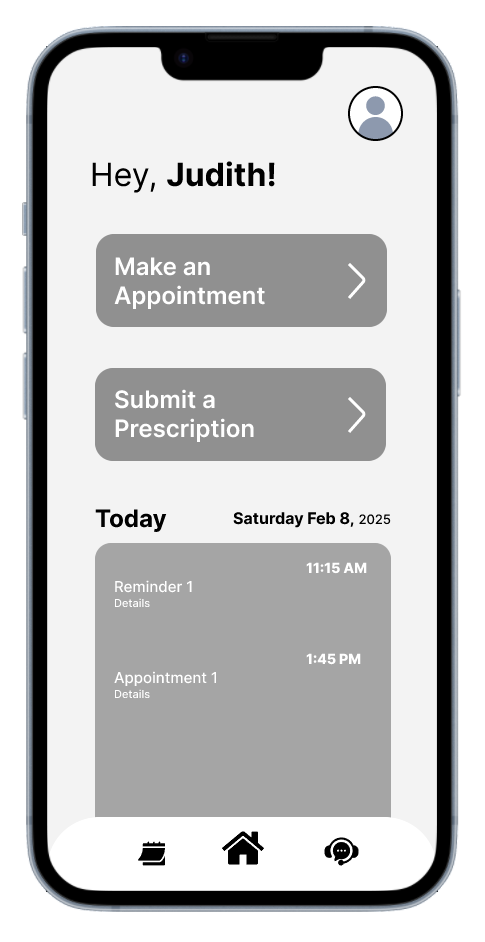 Hey, Judith!
Make an
Appointment
Submit a
Prescription
Today
Saturday Feb 8, 2025
11:15 AM
Reminder 1
Details
1:45 PM
Appointment 1
Details